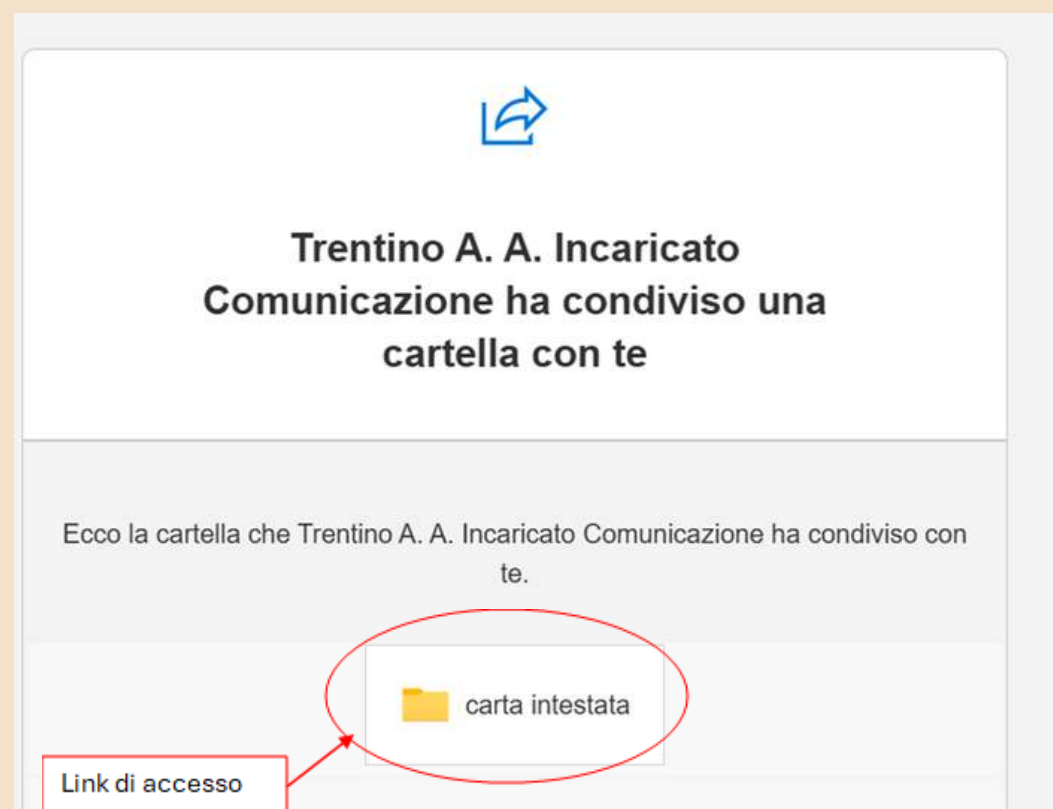 Trentino A. A. Incaricato
Comunicazione ha condiviso una
cartella con te
Ecco la cartella che Trentino A. A. Incaricato Comunicazione ha condiviso con
te.
carta intestata
Link di accesso